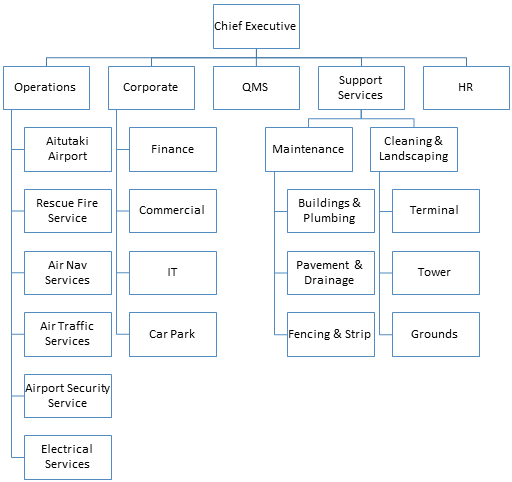 Chief Executive
Operations
Corporate
QMS
Support
Services
HR
Aitutaki
Airport
Finance
Maintenance
Cleaning &
Landscaping
Rescue Fire
Service
Commercial
Buildings &
Plumbing
Terminal
Air Nav
Services
IT
Pavement &
Drainage
Tower
Air Traffic
Services
Car Park
Fencing & Strip
Grounds
Airport Security
Service
Electrical
Services